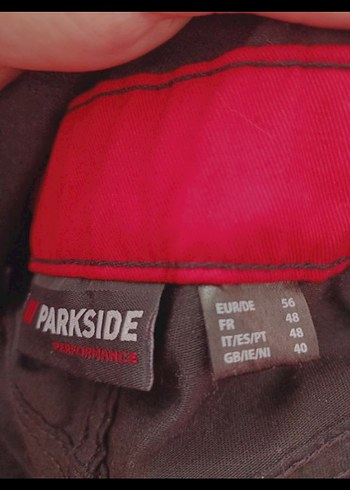 PARKSIDE
PERFORMANCE
EUR/DE 56
FR 48
IT/ES/PT 48
GB/IE/NI 40